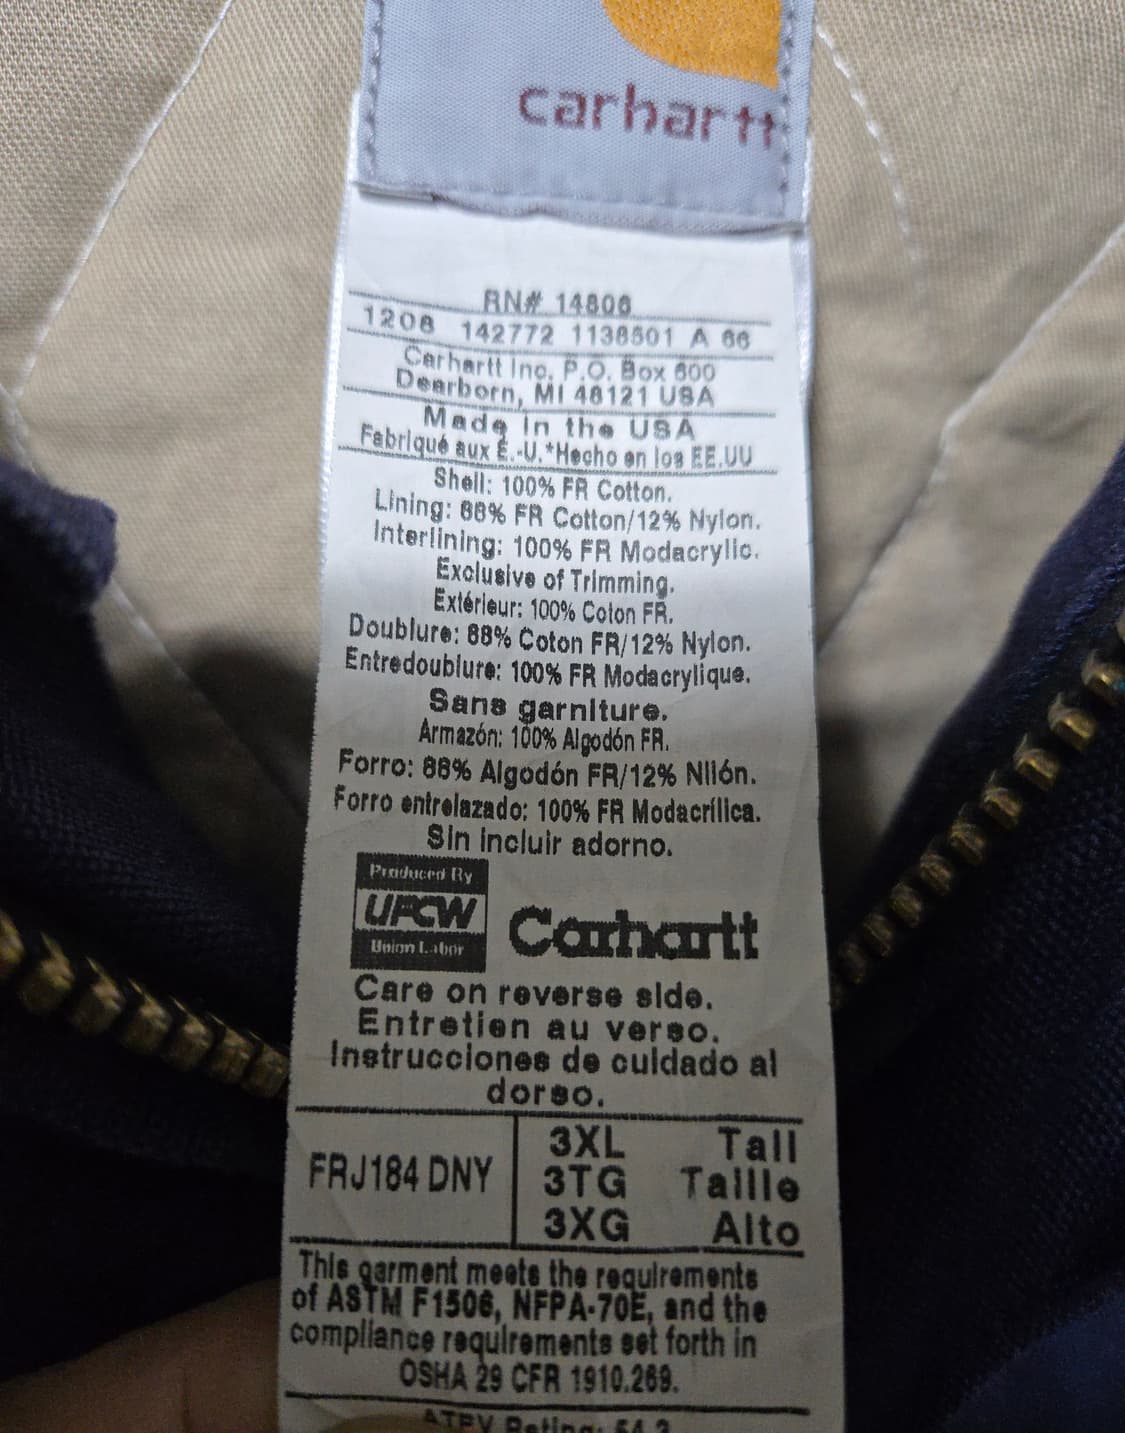 carhartt
RN# 14806
1208 142772 1138501 A 66
Carhartt Inc. P.O. Box 600
Dearborn, MI 48121 USA
Made in the USA
Fabriqué aux É.-U.*Hecho en los EE.UU
Shell: 100% FR Cotton.
Lining: 88% FR Cotton/12% Nylon.
Interlining: 100% FR Modacrylic.
Exclusive of Trimming.
Extérieur: 100% Coton FR.
Doublure: 88% Coton FR/12% Nylon.
Entredoublure: 100% FR Modacrylique.
Sans garniture.
Armazón: 100% Algodón FR.
Forro: 88% Algodón FR/12% Nilón.
Forro entrelazado: 100% FR Modacrílica.
Sin incluir adorno.
Produced By
UFCW
Union Labor
Carhartt
Care on reverse side.
Entretien au verso.
Instrucciones de cuidado al
dorso.
FRJ184 DNY
3XL Tall
3TG Taille
3XG Alto
This garment meets the requirements
of ASTM F1506, NFPA-70E, and the
compliance requirements set forth in
OSHA 29 CFR 1910.269.
ATPV Rating: 54.2